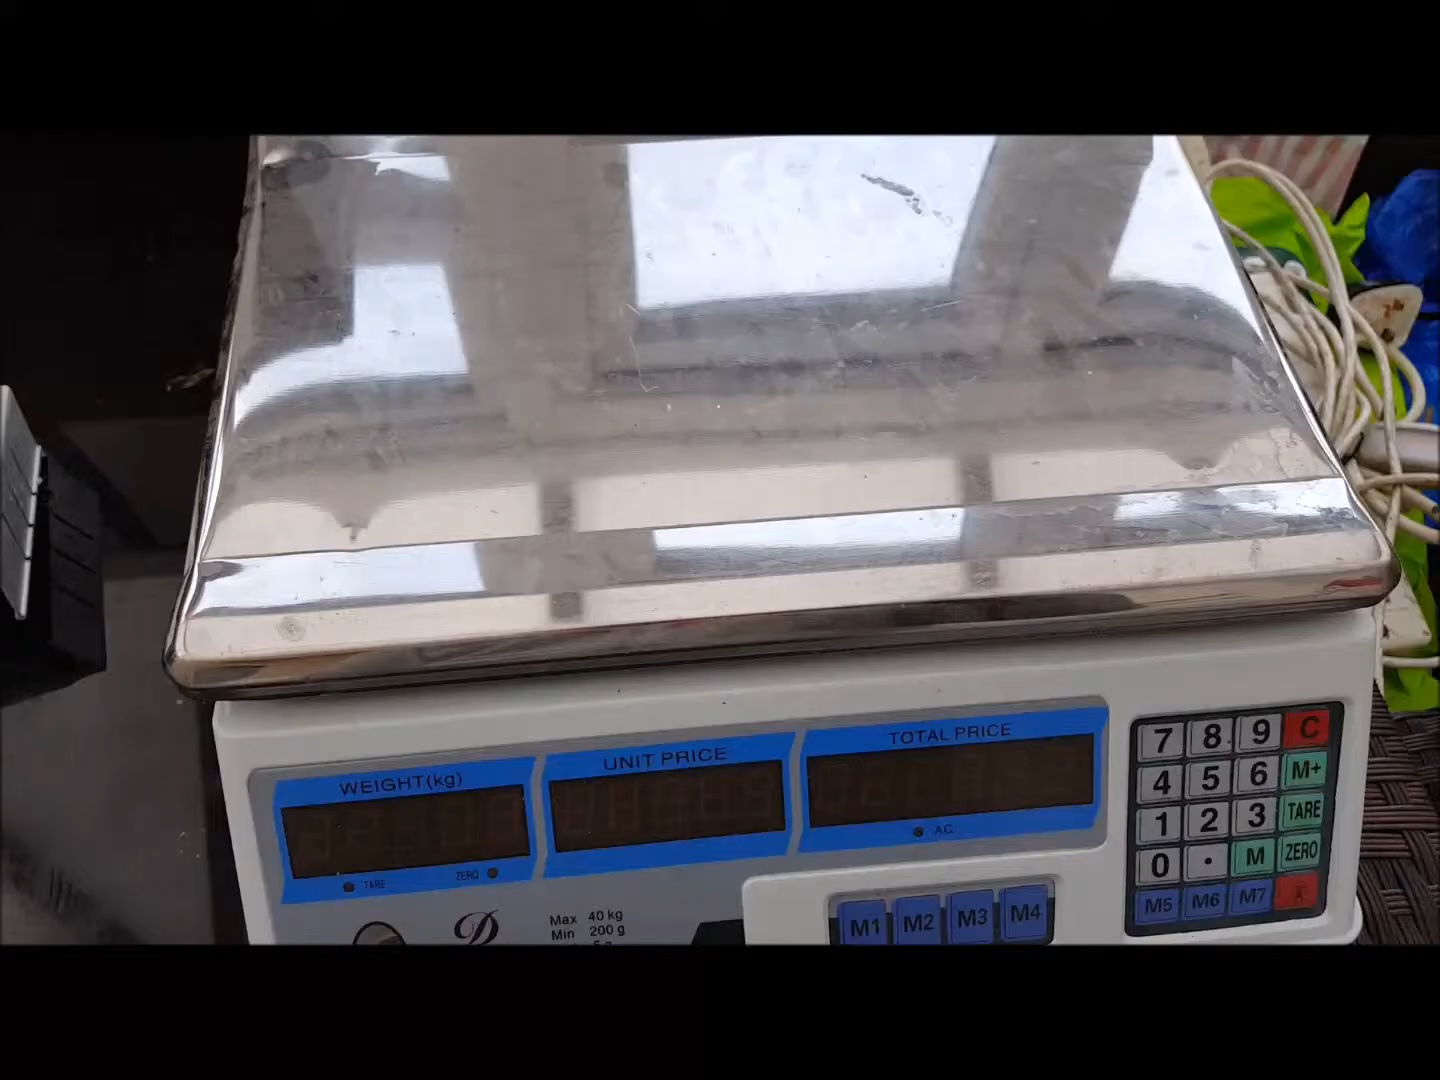 WEIGHT(kg)
UNIT PRICE
TOTAL PRICE
TARE
ZERO
AC
Max 40 kg
Min 200 g
5 g
D
7 8 9 C
4 5 6 M+
1 2 3 TARE
0 . M ZERO
M5 M6 M7
M1 M2 M3 M4